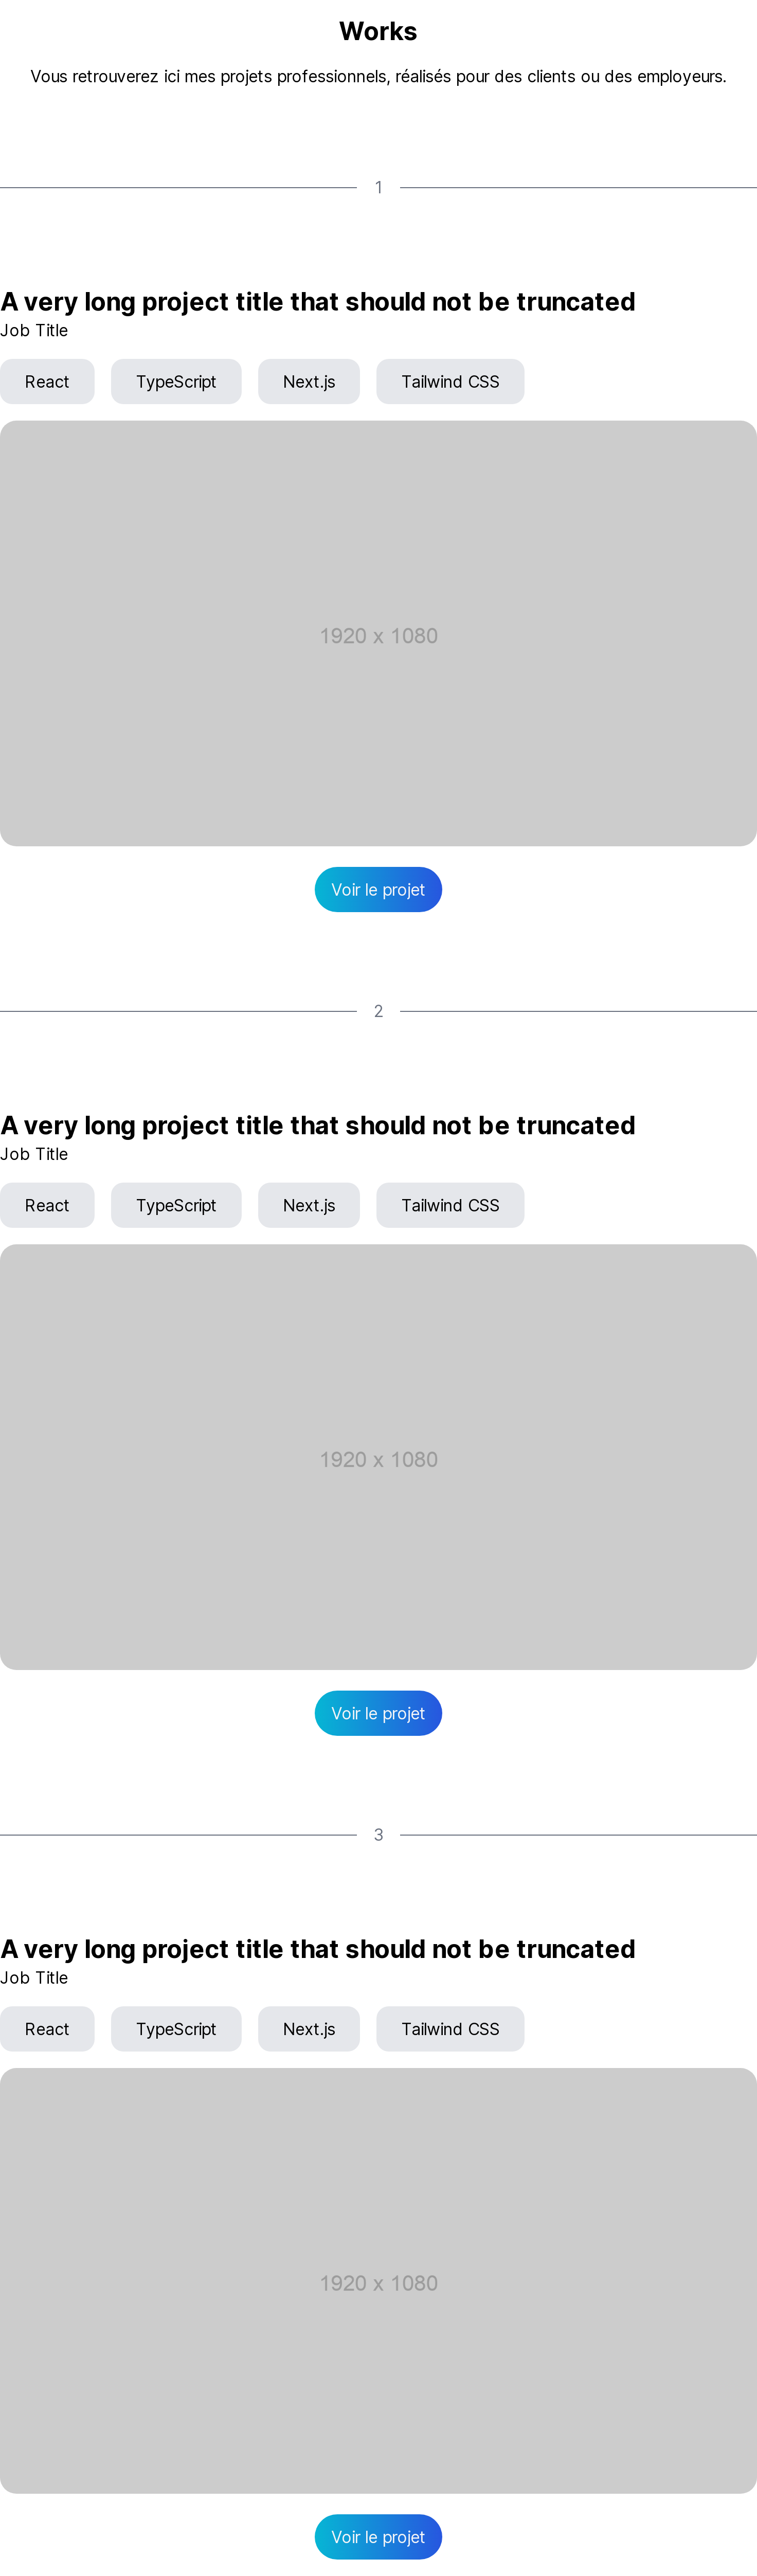 Works
Vous retrouverez ici mes projets professionnels, réalisés pour des clients ou des employeurs.
1
A very long project title that should not be truncated
Job Title
React TypeScript Next.js Tailwind CSS
1920 x 1080
Voir le projet
2
A very long project title that should not be truncated
Job Title
React TypeScript Next.js Tailwind CSS
1920 x 1080
Voir le projet
3
A very long project title that should not be truncated
Job Title
React TypeScript Next.js Tailwind CSS
1920 x 1080
Voir le projet